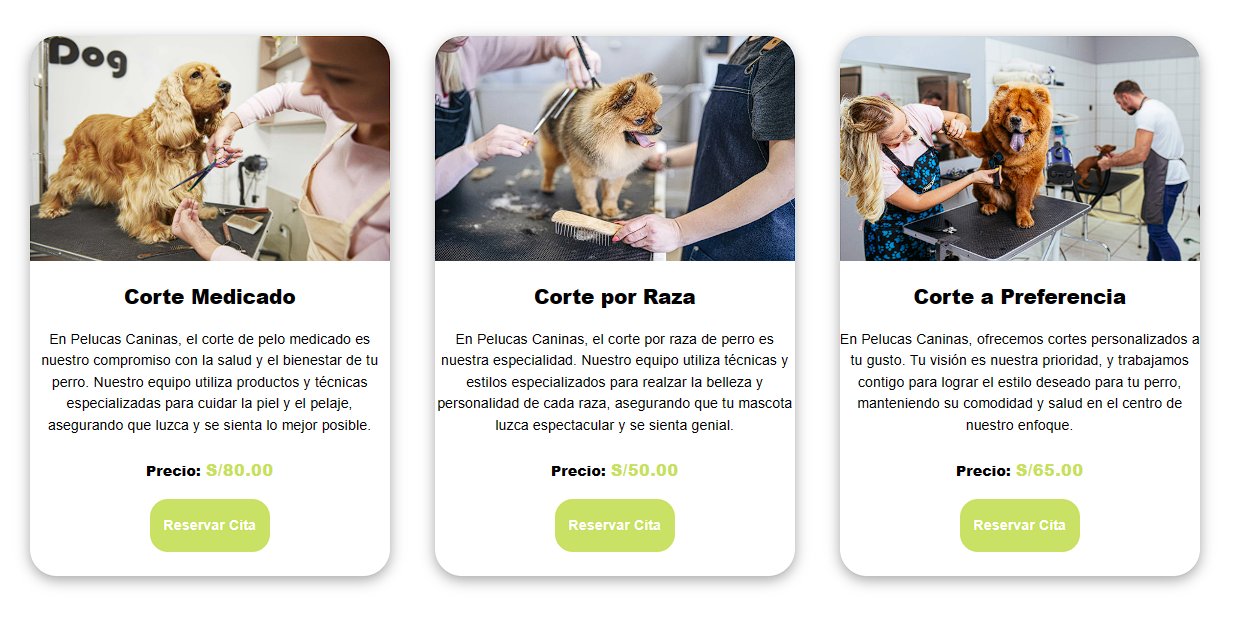 Dog
Corte Medicado
En Pelucas Caninas, el corte de pelo medicado es
nuestro compromiso con la salud y el bienestar de tu
perro. Nuestro equipo utiliza productos y técnicas
especializadas para cuidar la piel y el pelaje,
asegurando que luzca y se sienta lo mejor posible.
Precio: S/80.00
Reservar Cita
Corte por Raza
En Pelucas Caninas, el corte por raza de perro es
nuestra especialidad. Nuestro equipo utiliza técnicas y
estilos especializados para realzar la belleza y
personalidad de cada raza, asegurando que tu mascota
luzca espectacular y se sienta genial.
Precio: S/50.00
Reservar Cita
Corte a Preferencia
En Pelucas Caninas, ofrecemos cortes personalizados a
tu gusto. Tu visión es nuestra prioridad, y trabajamos
contigo para lograr el estilo deseado para tu perro,
manteniendo su comodidad y salud en el centro de
nuestro enfoque.
Precio: S/65.00
Reservar Cita